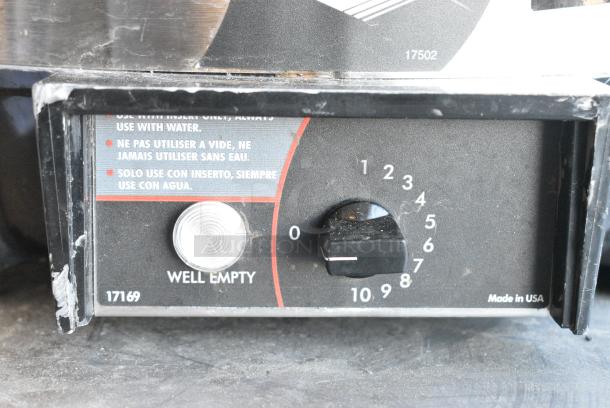 17502
USE WITH INSERT ONLY, ALWAYS
USE WITH WATER.
NE PAS UTILISER A VIDE, NE
JAMAIS UTILISER SANS EAU.
SOLO USE CON INSERTO, SIEMPRE
USE CON AGUA.
0 1 2 3 4 5 6 7 8 9 10
AUCTION GROUP
WELL EMPTY
17169
Made in USA